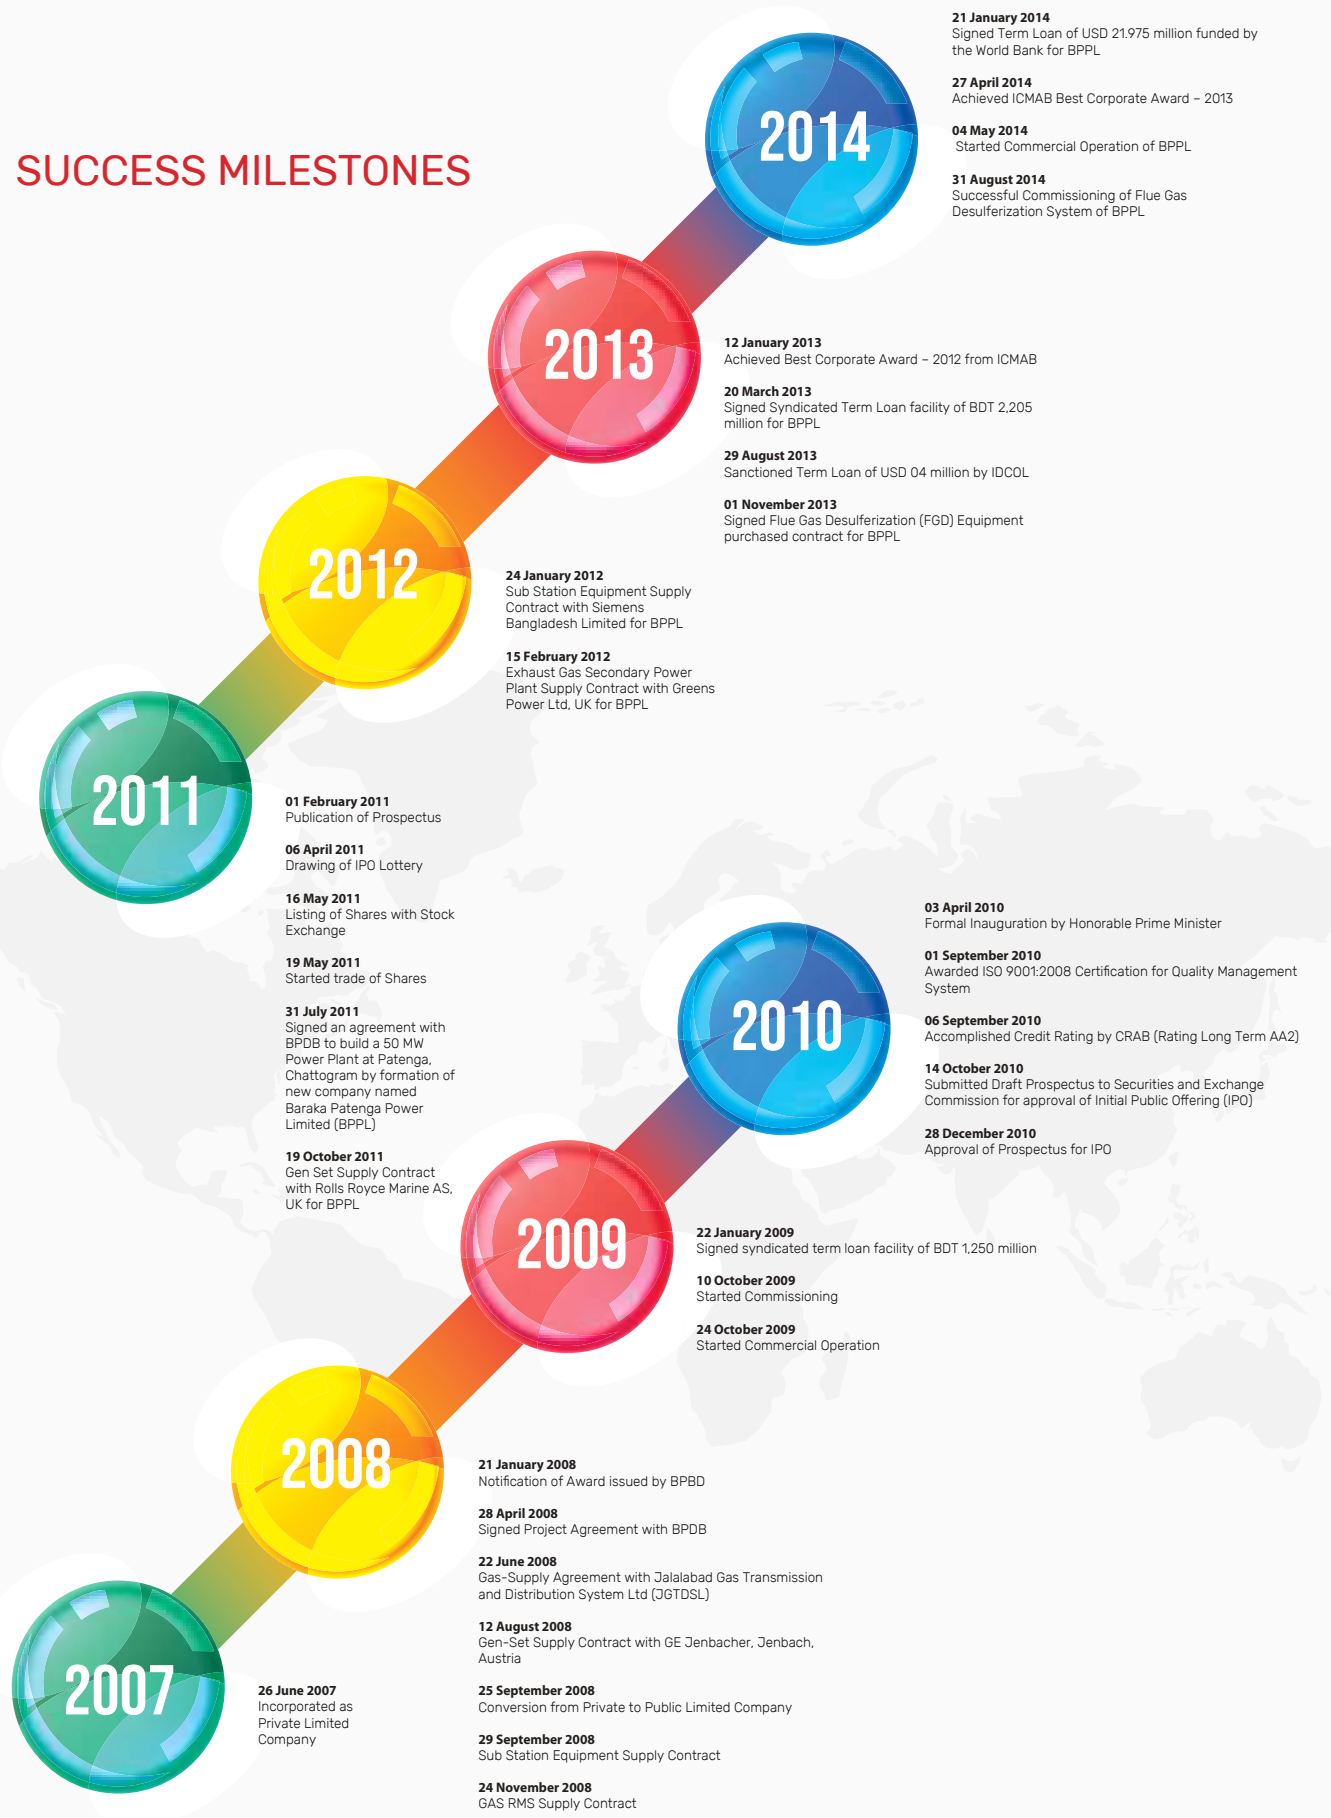 SUCCESS MILESTONES
2014
21 January 2014
Signed Term Loan of USD 21.975 million funded by
the World Bank for BPPL
27 April 2014
Achieved ICMAB Best Corporate Award – 2013
04 May 2014
Started Commercial Operation of BPPL
31 August 2014
Successful Commissioning of Flue Gas
Desulferization System of BPPL
2013
12 January 2013
Achieved Best Corporate Award – 2012 from ICMAB
20 March 2013
Signed Syndicated Term Loan facility of BDT 2,205
million for BPPL
29 August 2013
Sanctioned Term Loan of USD 04 million by IDCOL
01 November 2013
Signed Flue Gas Desulferization (FGD) Equipment
purchased contract for BPPL
2012
24 January 2012
Sub Station Equipment Supply
Contract with Siemens
Bangladesh Limited for BPPL
15 February 2012
Exhaust Gas Secondary Power
Plant Supply Contract with Greens
Power Ltd, UK for BPPL
2011
01 February 2011
Publication of Prospectus
06 April 2011
Drawing of IPO Lottery
16 May 2011
Listing of Shares with Stock
Exchange
19 May 2011
Started trade of Shares
31 July 2011
Signed an agreement with
BPDB to build a 50 MW
Power Plant at Patenga,
Chattogram by formation of
new company named
Baraka Patenga Power
Limited (BPPL)
19 October 2011
Gen Set Supply Contract
with Rolls Royce Marine AS,
UK for BPPL
2010
03 April 2010
Formal Inauguration by Honorable Prime Minister
01 September 2010
Awarded ISO 9001:2008 Certification for Quality Management
System
06 September 2010
Accomplished Credit Rating by CRAB (Rating Long Term AA2)
14 October 2010
Submitted Draft Prospectus to Securities and Exchange
Commission for approval of Initial Public Offering (IPO)
28 December 2010
Approval of Prospectus for IPO
2009
22 January 2009
Signed syndicated term loan facility of BDT 1,250 million
10 October 2009
Started Commissioning
24 October 2009
Started Commercial Operation
2008
21 January 2008
Notification of Award issued by BPBD
28 April 2008
Signed Project Agreement with BPDB
22 June 2008
Gas-Supply Agreement with Jalalabad Gas Transmission
and Distribution System Ltd (JGTDSL)
12 August 2008
Gen-Set Supply Contract with GE Jenbacher, Jenbach,
Austria
25 September 2008
Conversion from Private to Public Limited Company
29 September 2008
Sub Station Equipment Supply Contract
24 November 2008
GAS RMS Supply Contract
2007
26 June 2007
Incorporated as
Private Limited
Company